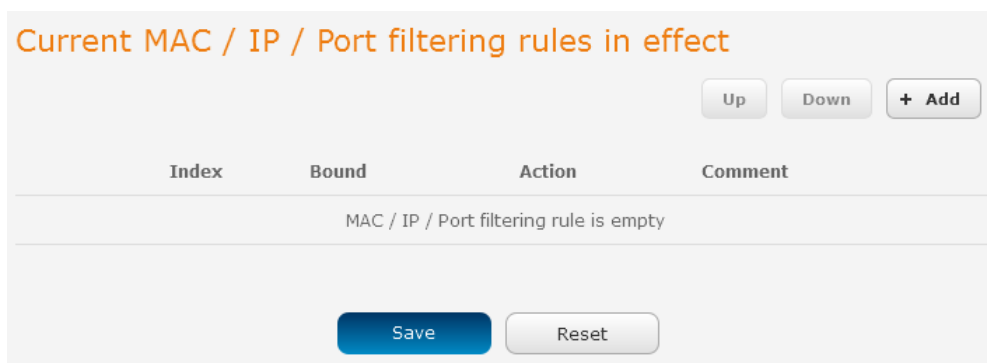 Current MAC / IP / Port filtering rules in effect
Up Down + Add
Index Bound Action Comment
MAC / IP / Port filtering rule is empty
Save Reset